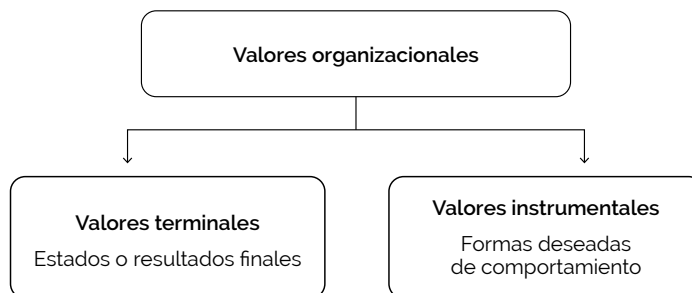 Valores organizacionales
Valores terminales
Estados o resultados finales
Valores instrumentales
Formas deseadas
de comportamiento